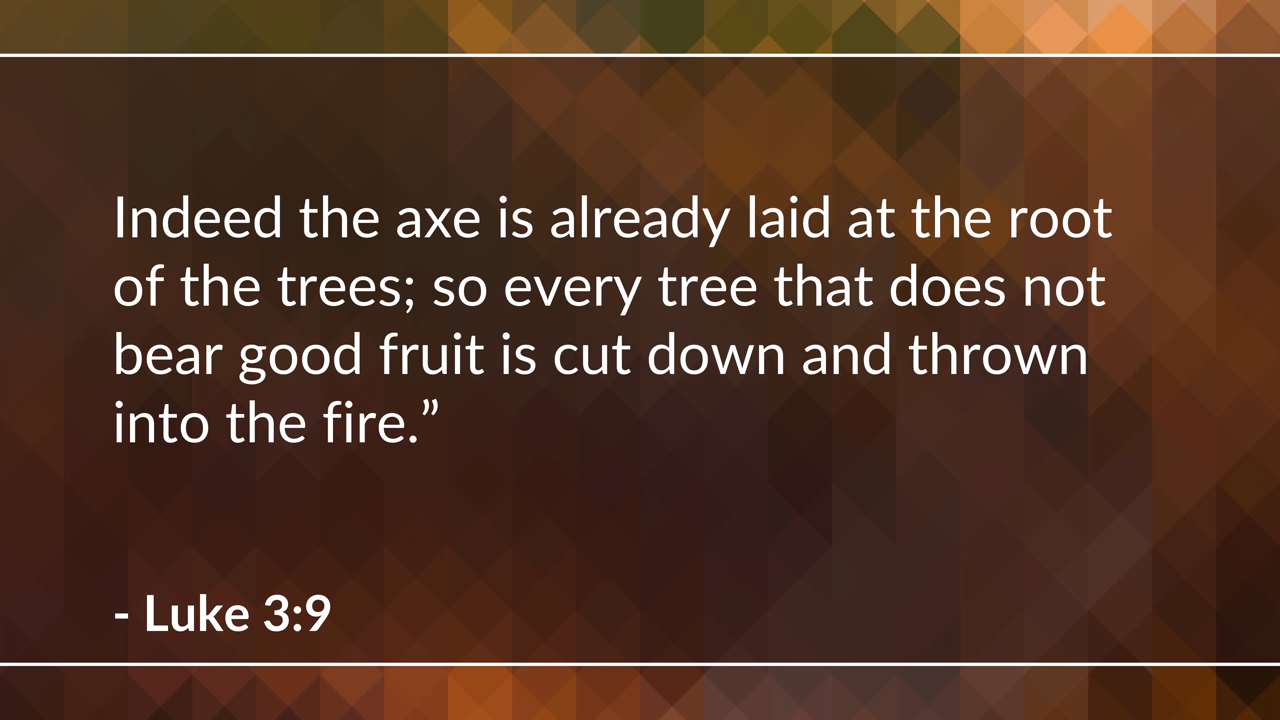 Indeed the axe is already laid at the root
of the trees; so every tree that does not
bear good fruit is cut down and thrown
into the fire.”
- Luke 3:9